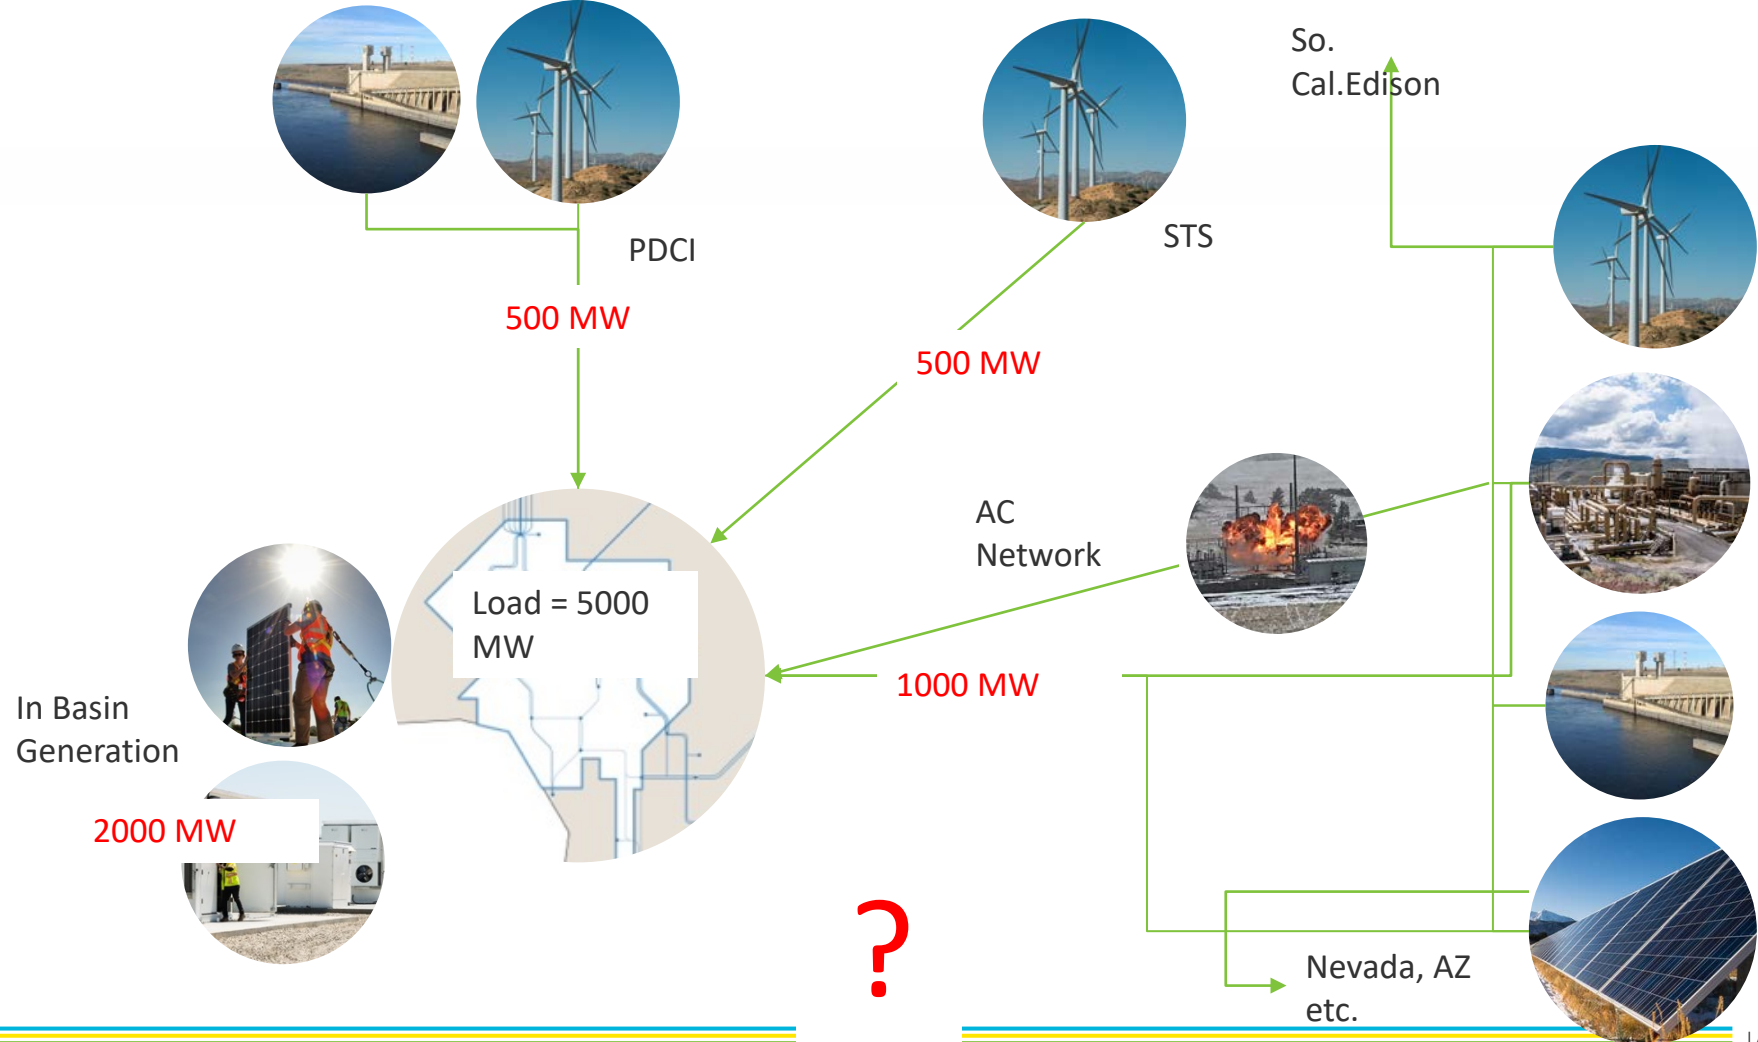 So.
Cal.Edison
PDCI
STS
500 MW
500 MW
AC
Network
Load = 5000
MW
1000 MW
In Basin
Generation
2000 MW
?
Nevada, AZ
etc.